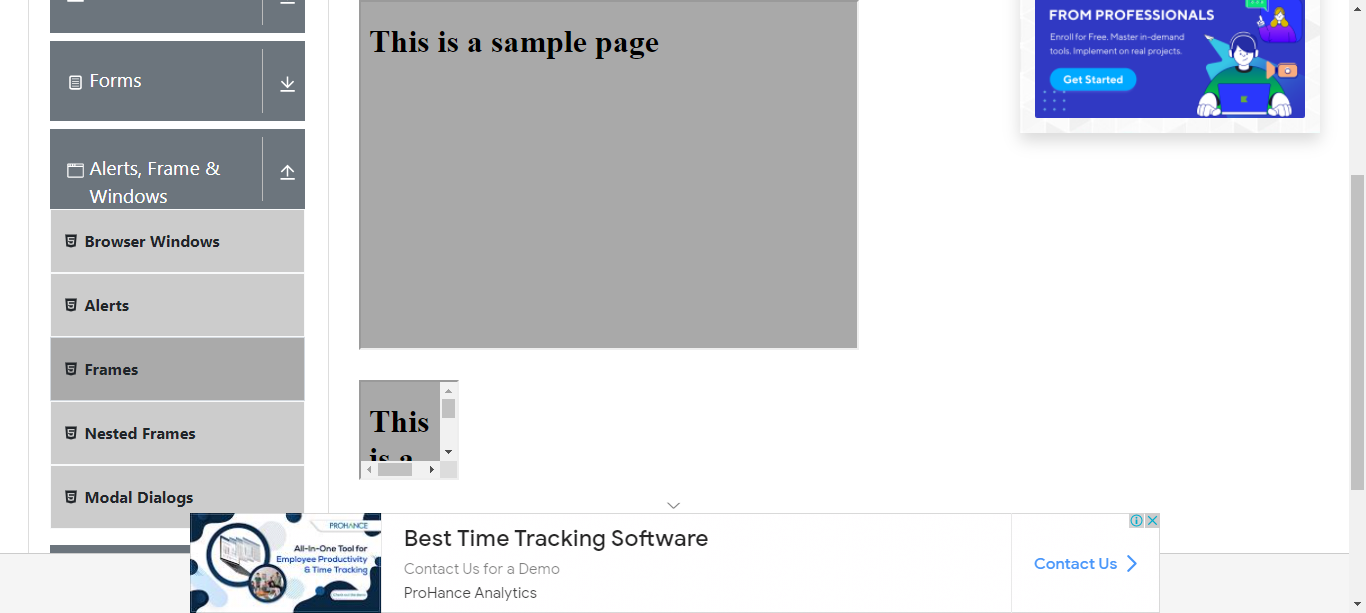 Forms
Alerts, Frame &
Windows
Browser Windows
Alerts
Frames
Nested Frames
Modal Dialogs
This is a sample page
This
is a
FROM PROFESSIONALS
Enroll for Free. Master in-demand
tools. Implement on real projects.
Get Started
PROHANCE
All-in-One Tool for
Employee Productivity
& Time Tracking
Best Time Tracking Software
Contact Us for a Demo
ProHance Analytics
Contact Us